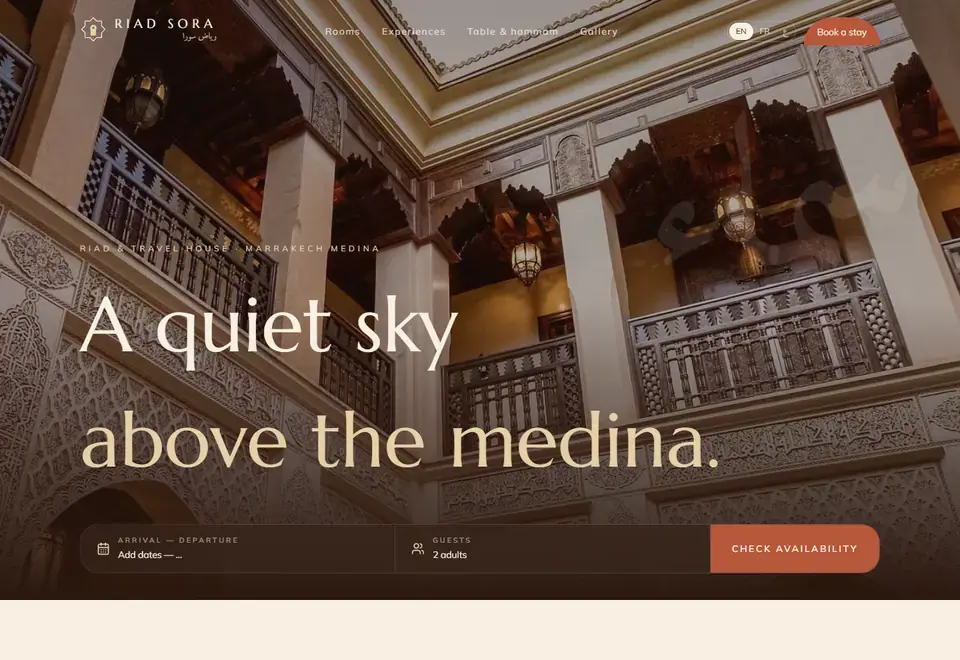 RIAD SORA
رياض سورا
Rooms
Experiences
Table & hammam
Gallery
EN
FR
ع
Book a stay
RIAD & TRAVEL HOUSE · MARRAKECH MEDINA
A quiet sky
above the medina.
ARRIVAL — DEPARTURE
Add dates — ...
GUESTS
2 adults
CHECK AVAILABILITY